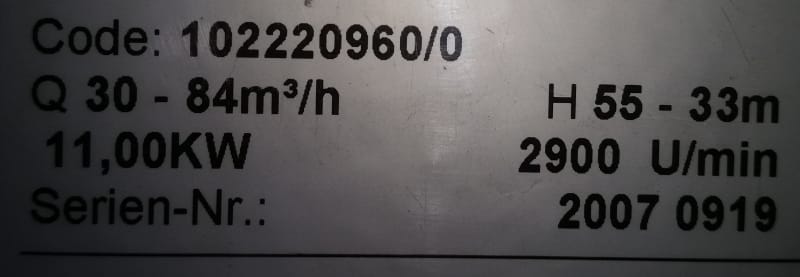 Code: 102220960/0
Q 30 - 84m³/h H 55 - 33m
11,00KW 2900 U/min
Serien-Nr.: 2007 0919